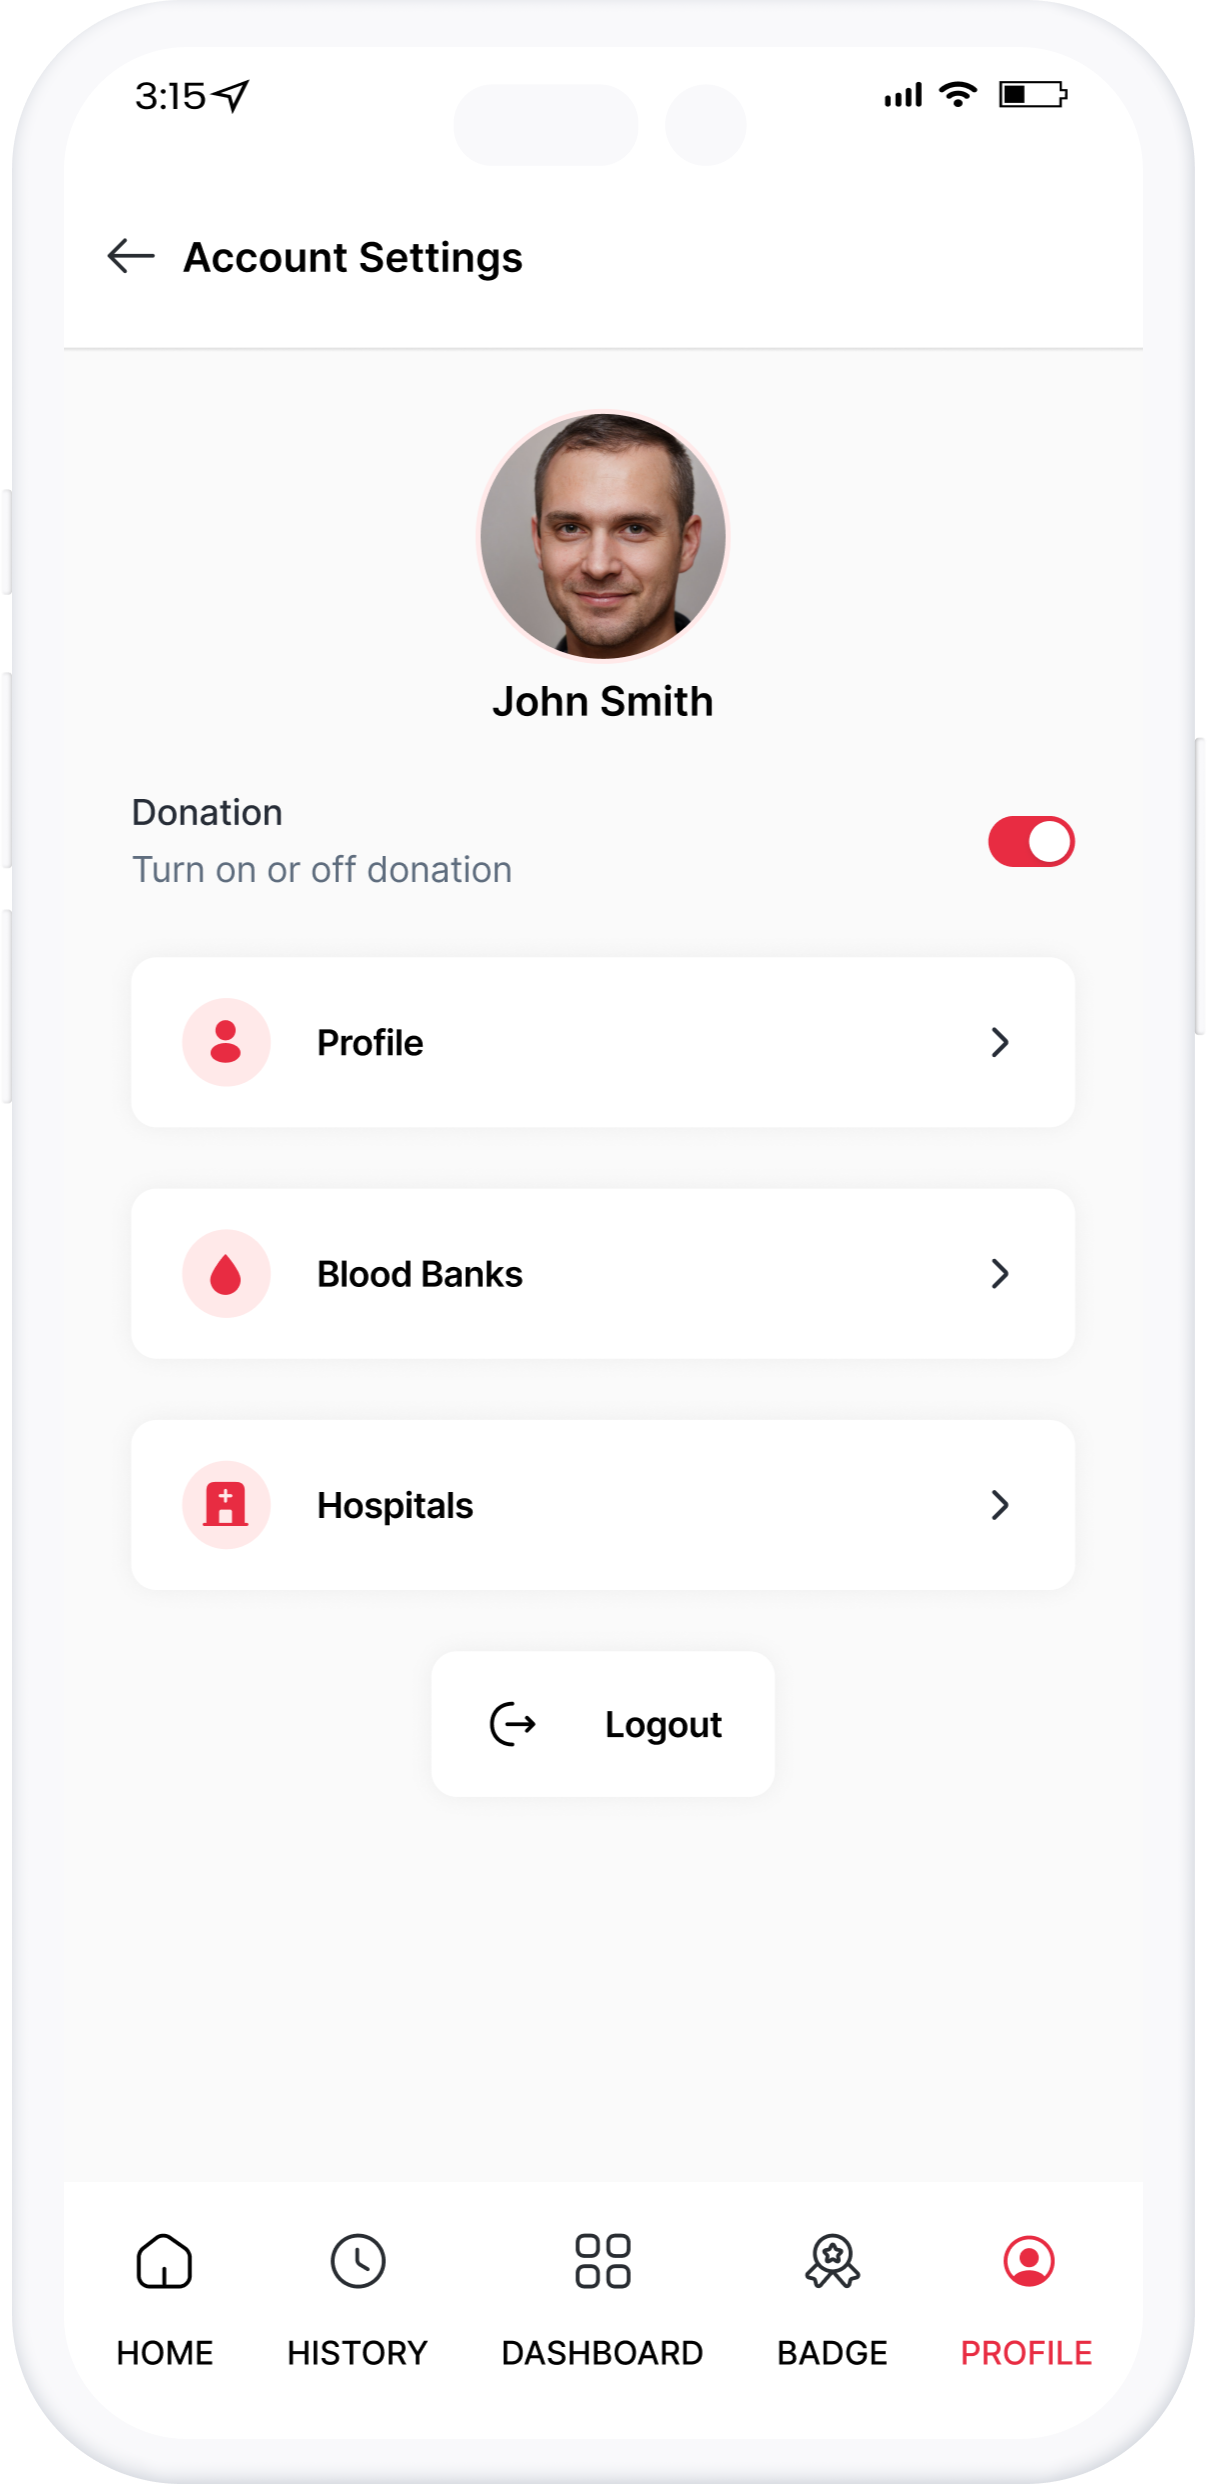 3:15
Account Settings
John Smith
Donation
Turn on or off donation
Profile
Blood Banks
Hospitals
Logout
HOME HISTORY DASHBOARD BADGE PROFILE